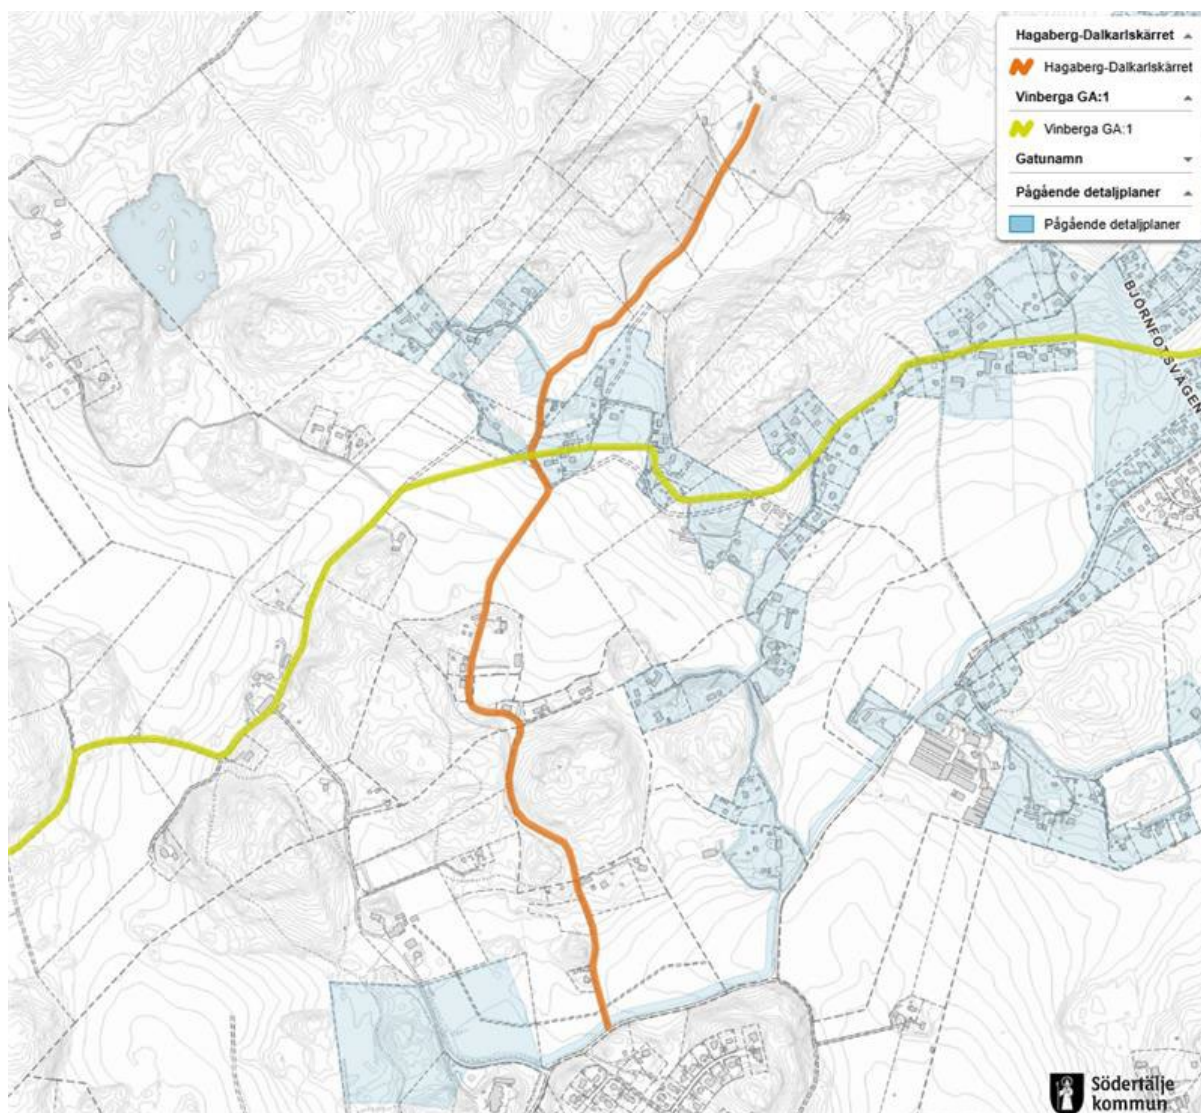 Hagaberg-Dalkarlskärret
Hagaberg-Dalkarlskärret
Vinberga GA:1
Vinberga GA:1
Gatunamn
Pågående detaljplaner
Pågående detaljplaner
BJÖRNFOTSVÄGEN
Södertälje
kommun